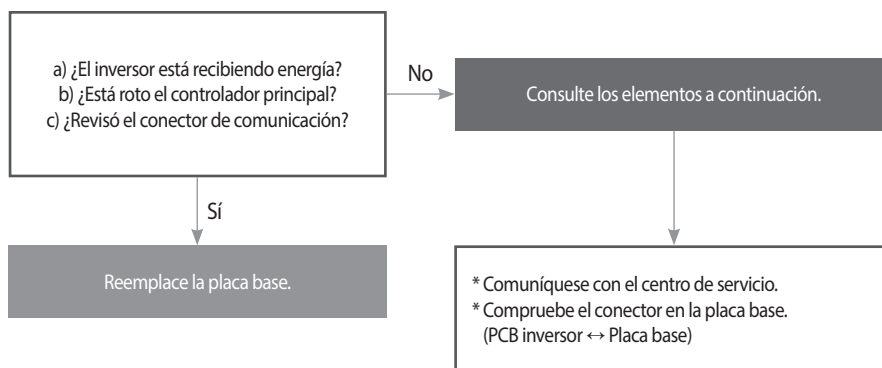 a) ¿El inversor está recibiendo energía?
b) ¿Está roto el controlador principal?
c) ¿Revisó el conector de comunicación?
No
Consulte los elementos a continuación.
Sí
Reemplace la placa base.
* Comuníquese con el centro de servicio.
* Compruebe el conector en la placa base.
(PCB inversor ↔ Placa base)